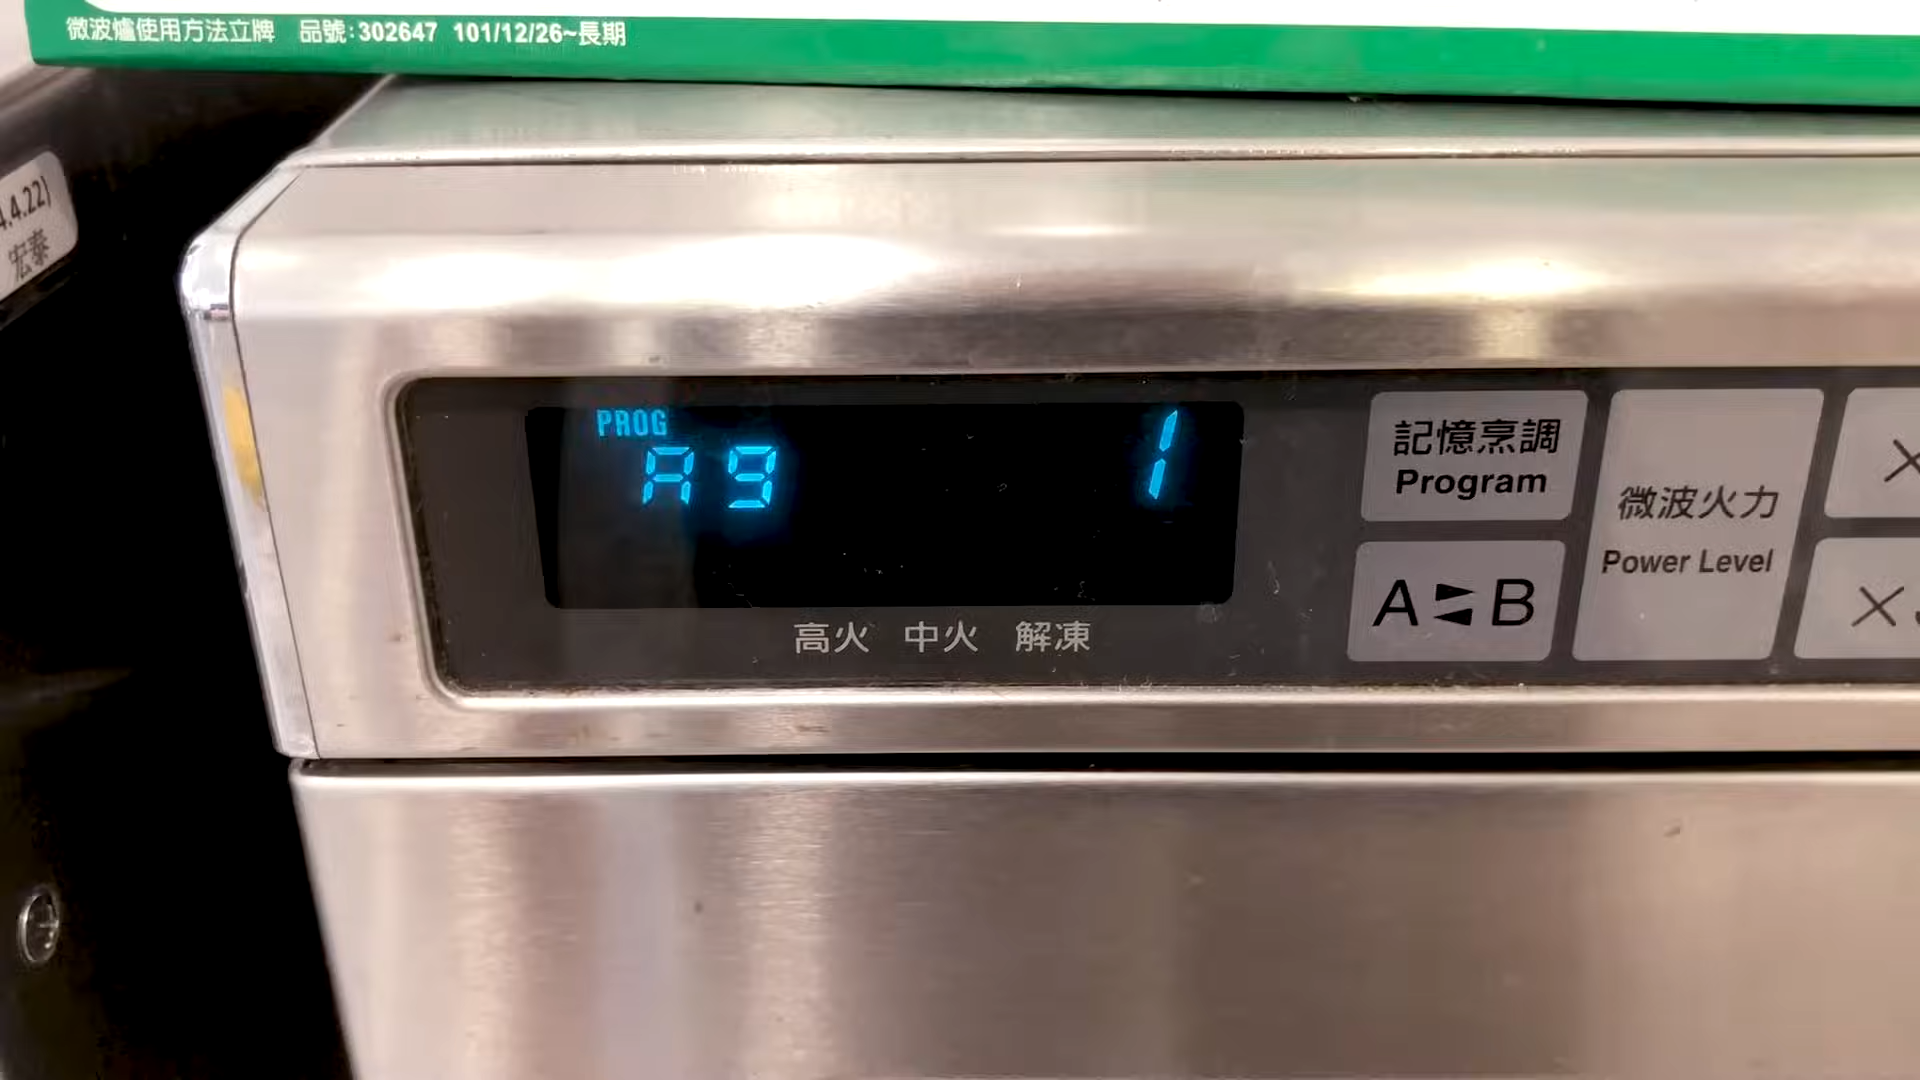 微波爐使用方法立牌 品號:302647 101/12/26~長期
4.22)
宏泰
PROG
A9 1
高火 中火 解凍
記憶烹調
Program
A B
微波火力
Power Level